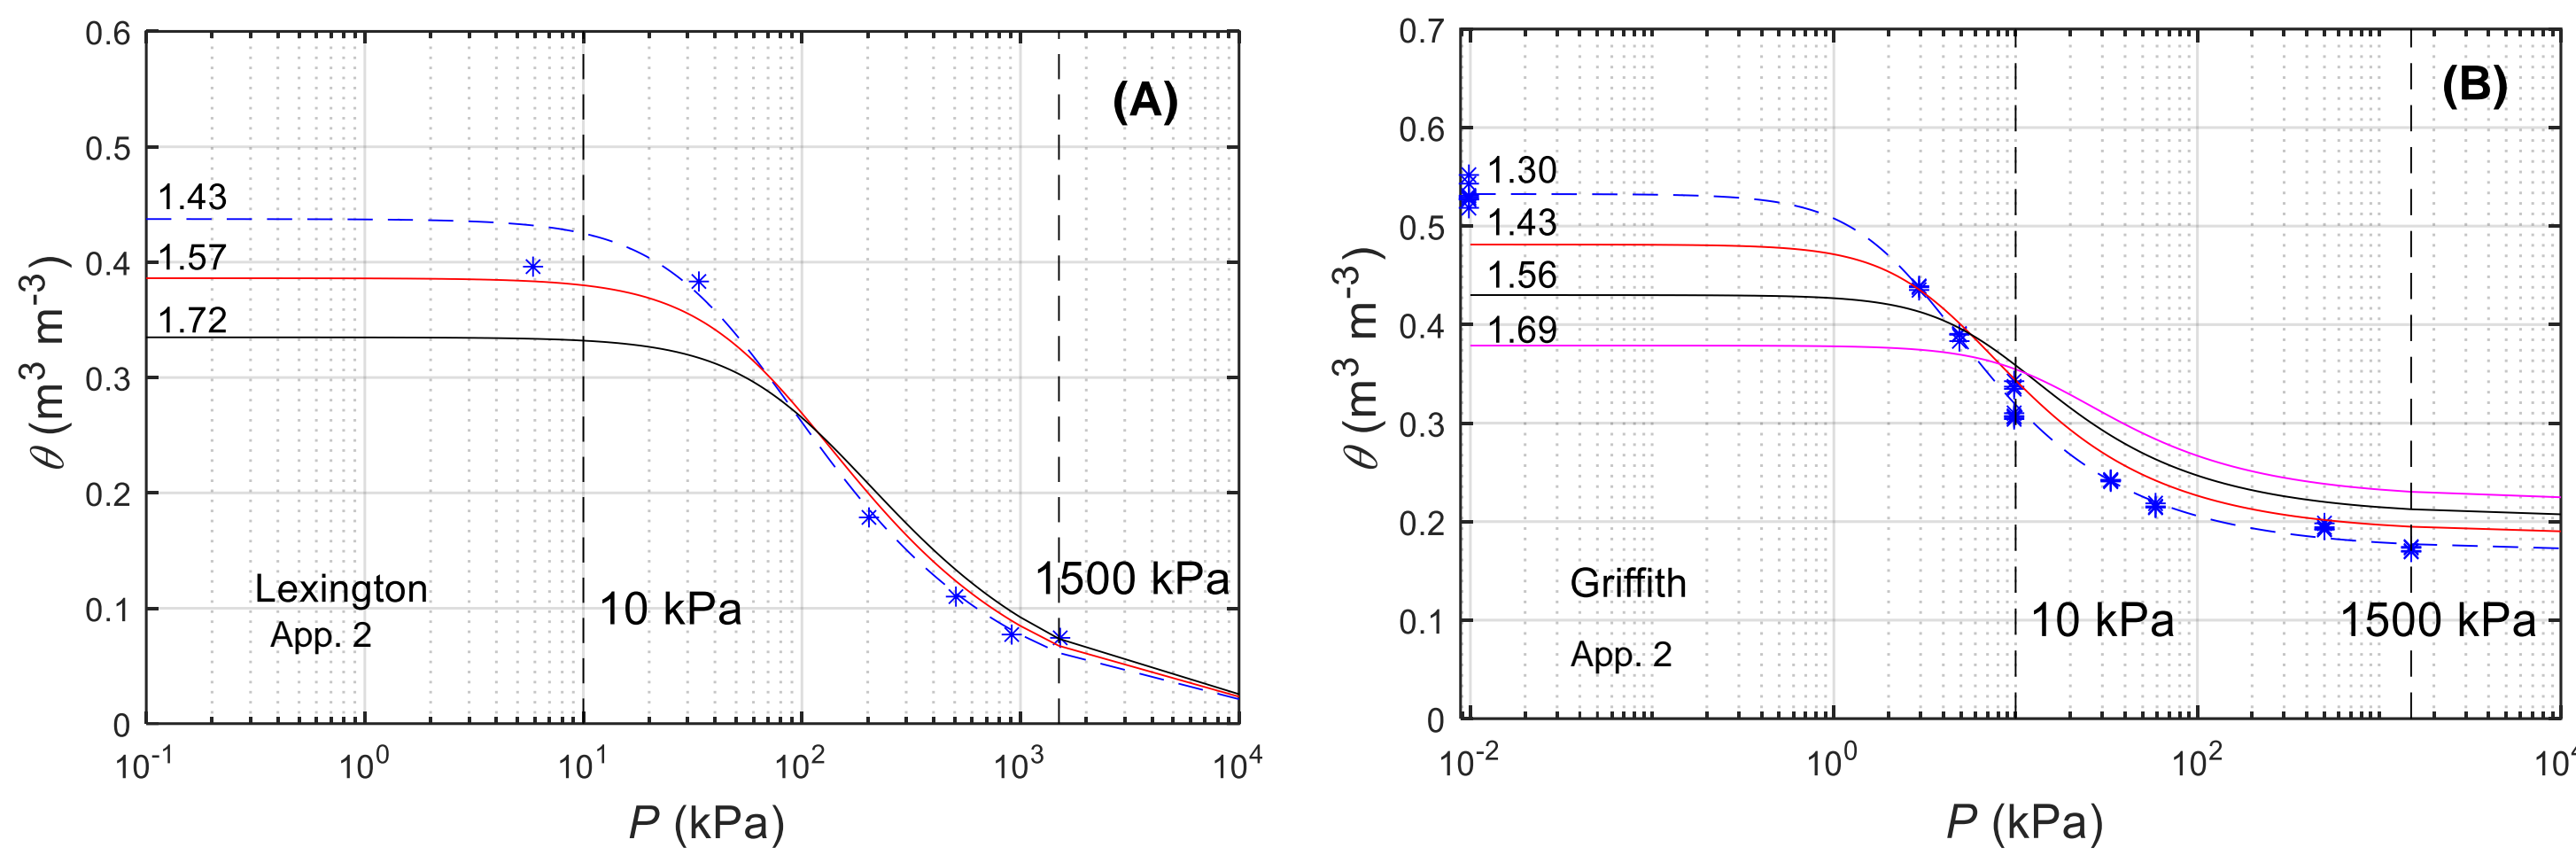 0.6
0.5
0.4
0.3
0.2
0.1
0
θ (m³ m⁻³)
(A)
1.43
1.57
1.72
Lexington
App. 2
10 kPa
1500 kPa
10⁻¹
10⁰
10¹
10²
10³
10⁴
P (kPa)
0.7
0.6
0.5
0.4
0.3
0.2
0.1
0
θ (m³ m⁻³)
(B)
1.30
1.43
1.56
1.69
Griffith
App. 2
10 kPa
1500 kPa
10⁻²
10⁰
10²
P (kPa)